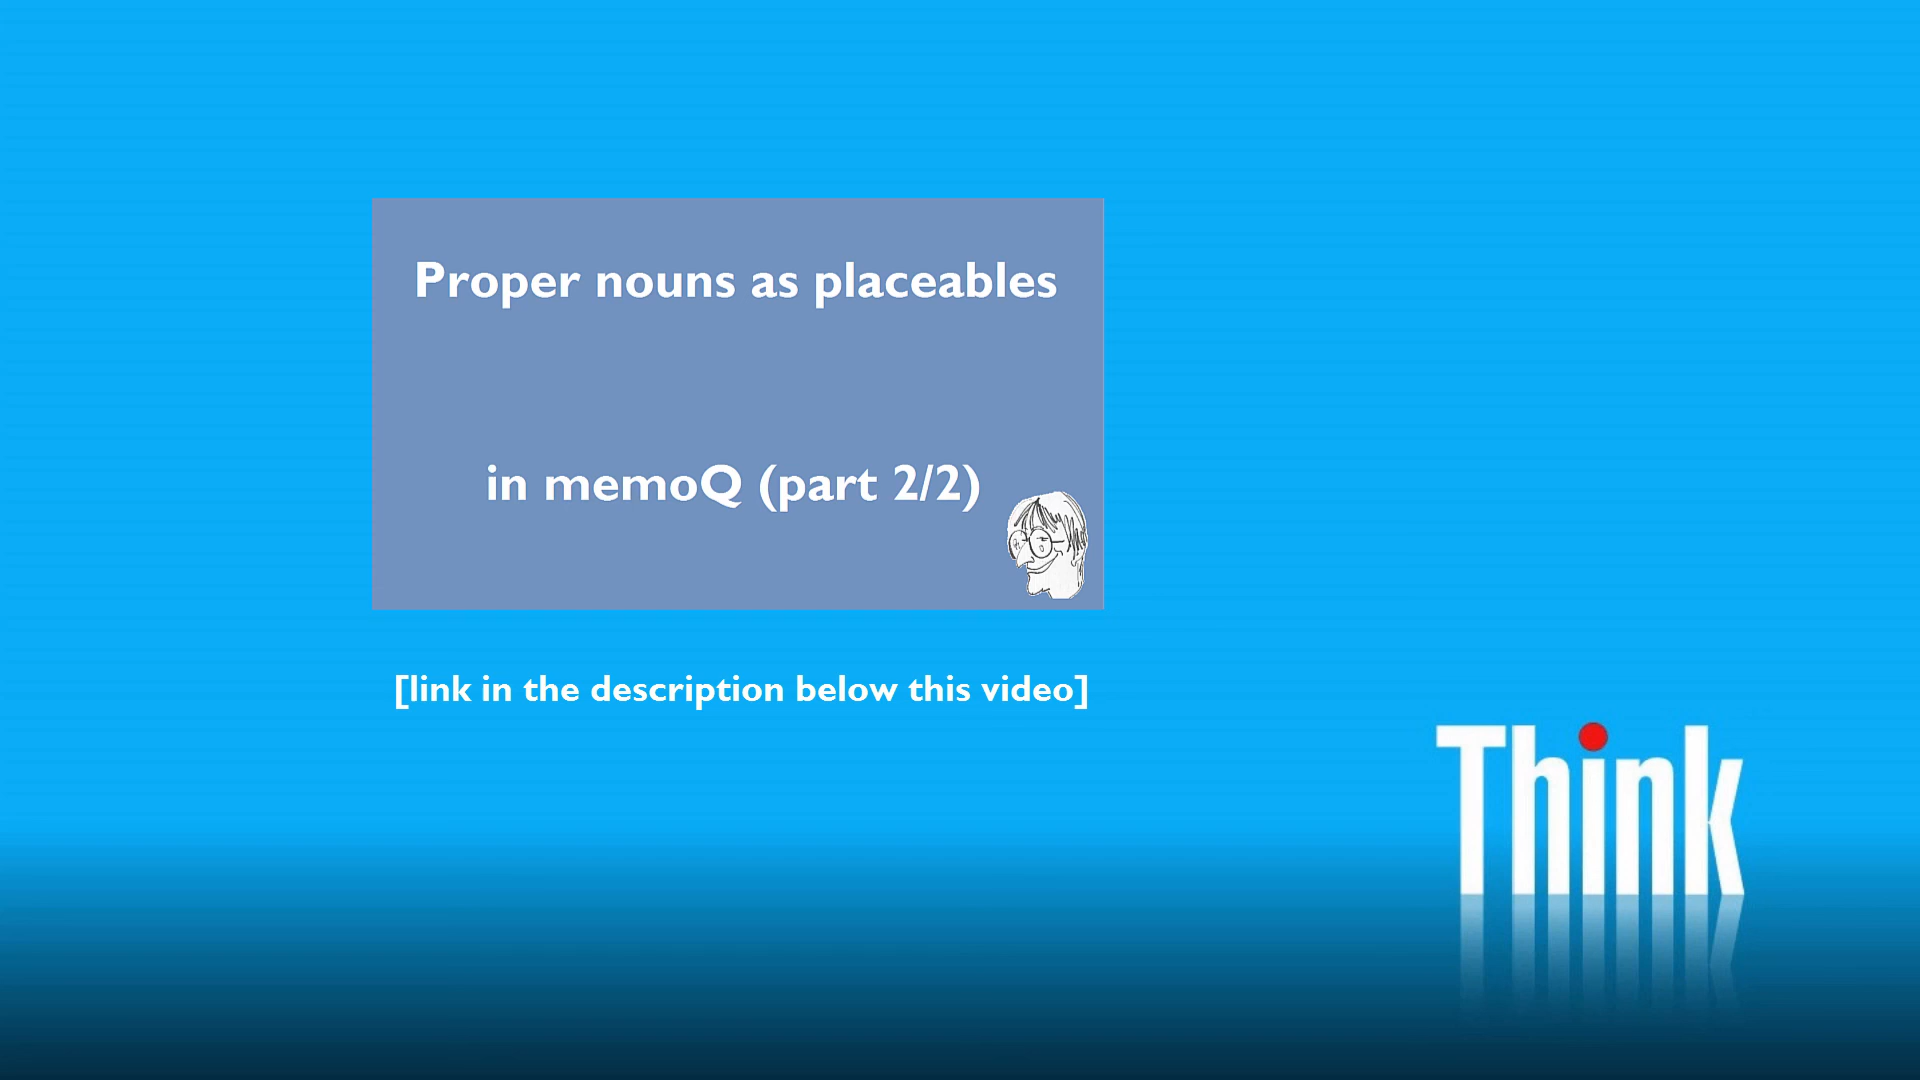 Proper nouns as placeables
in memoQ (part 2/2)
[link in the description below this video]
Think